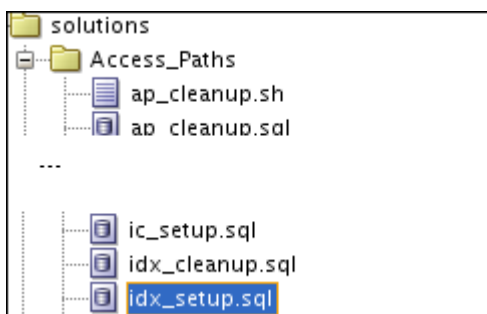 solutions
Access_Paths
ap_cleanup.sh
ap_cleanup.sql
---
ic_setup.sql
idx_cleanup.sql
idx_setup.sql